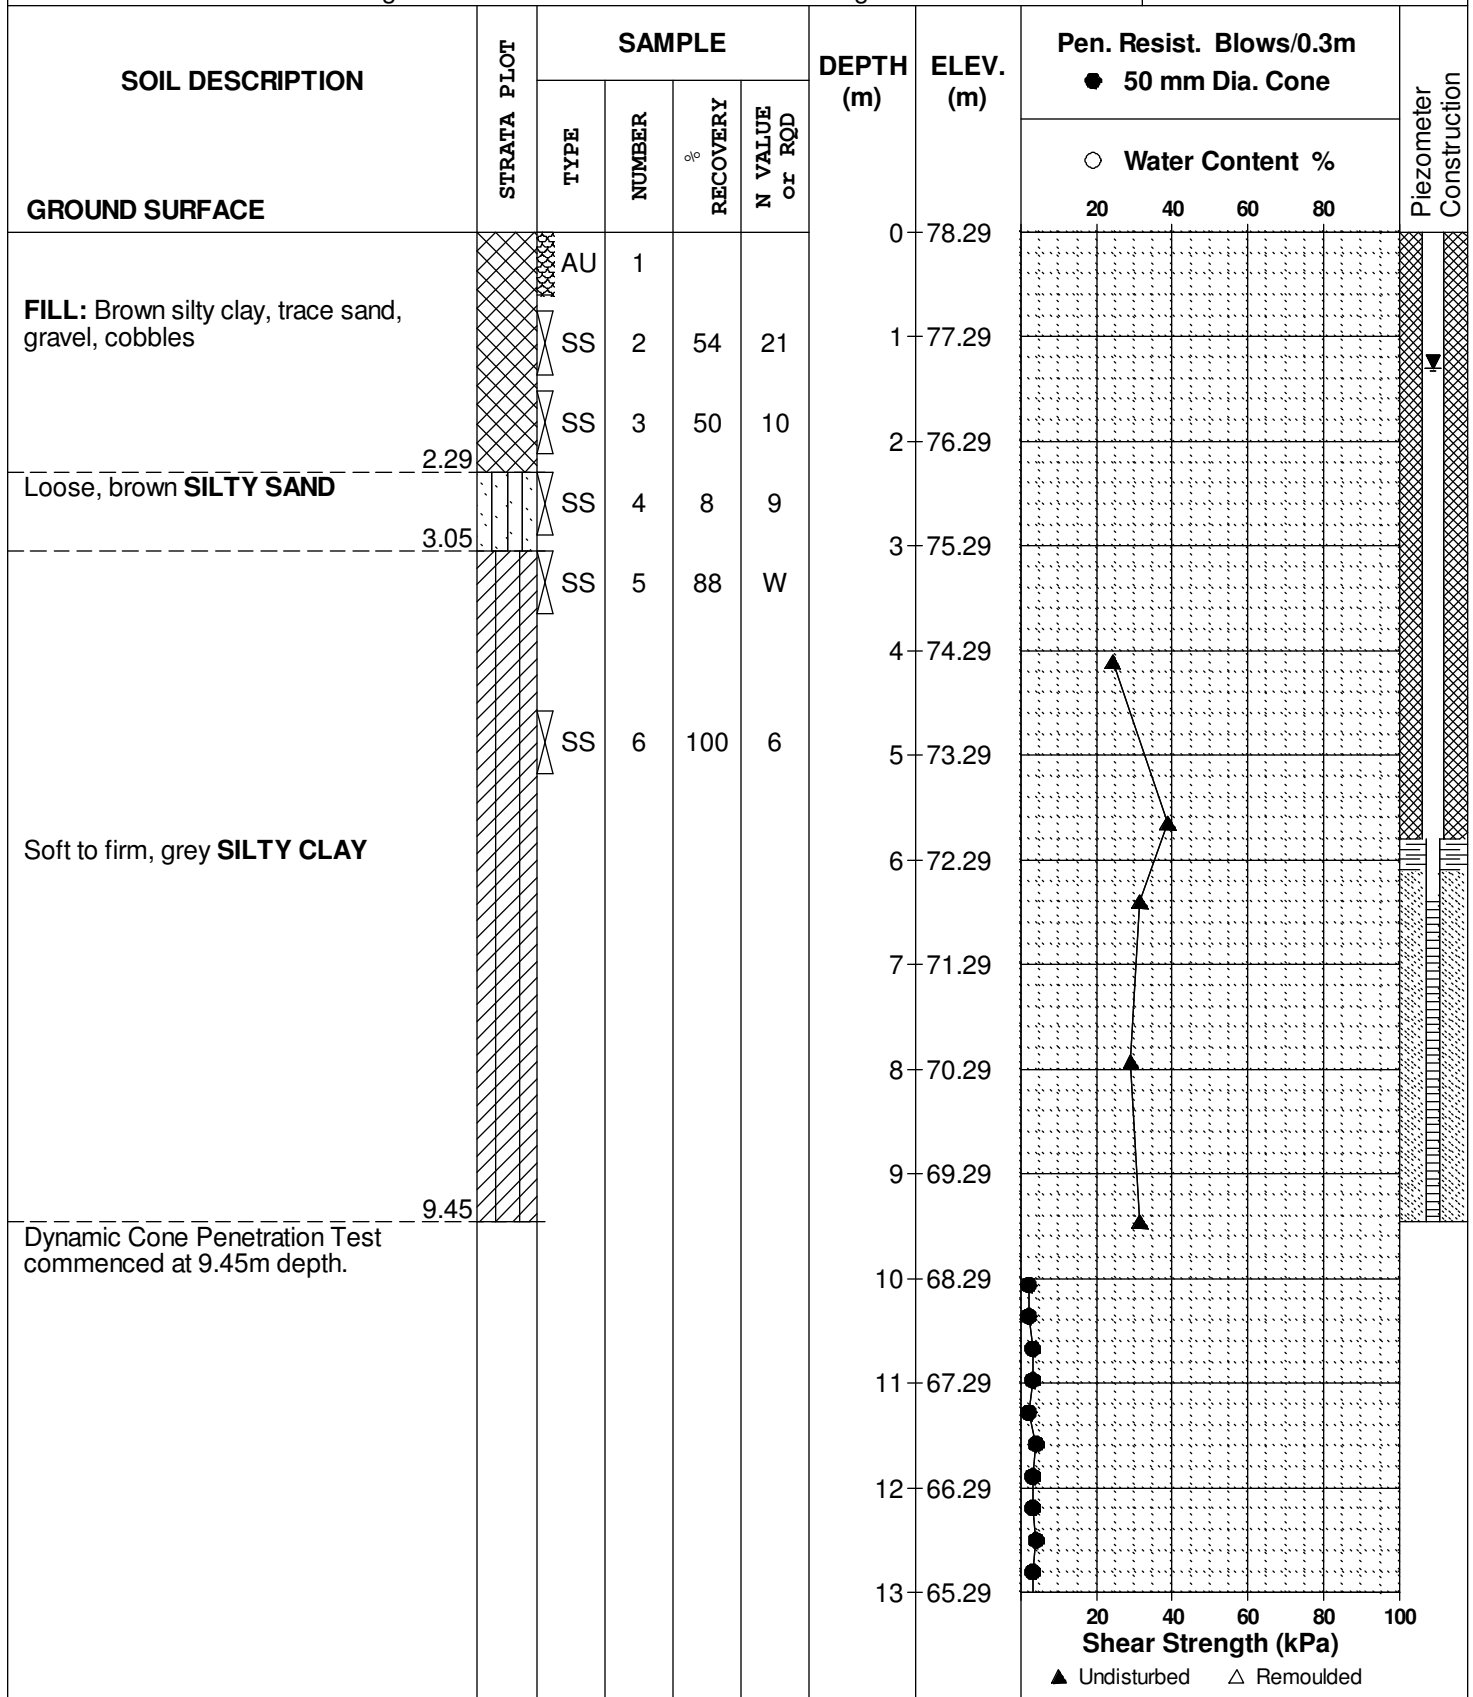 SOIL DESCRIPTION
GROUND SURFACE
STRATA PLOT
SAMPLE
TYPE
NUMBER
% RECOVERY
N VALUE
or RQD
DEPTH
(m)
ELEV.
(m)
Pen. Resist. Blows/0.3m
● 50 mm Dia. Cone
○ Water Content %
20 40 60 80
Piezometer
Construction
0 78.29
AU 1
FILL: Brown silty clay, trace sand,
gravel, cobbles
SS 2 54 21
1 77.29
SS 3 50 10
2 76.29
2.29
Loose, brown SILTY SAND
SS 4 8 9
3.05
3 75.29
SS 5 88 W
4 74.29
SS 6 100 6
5 73.29
Soft to firm, grey SILTY CLAY
6 72.29
7 71.29
8 70.29
9 69.29
9.45
Dynamic Cone Penetration Test
commenced at 9.45m depth.
10 68.29
11 67.29
12 66.29
13 65.29
20 40 60 80 100
Shear Strength (kPa)
▲ Undisturbed △ Remoulded